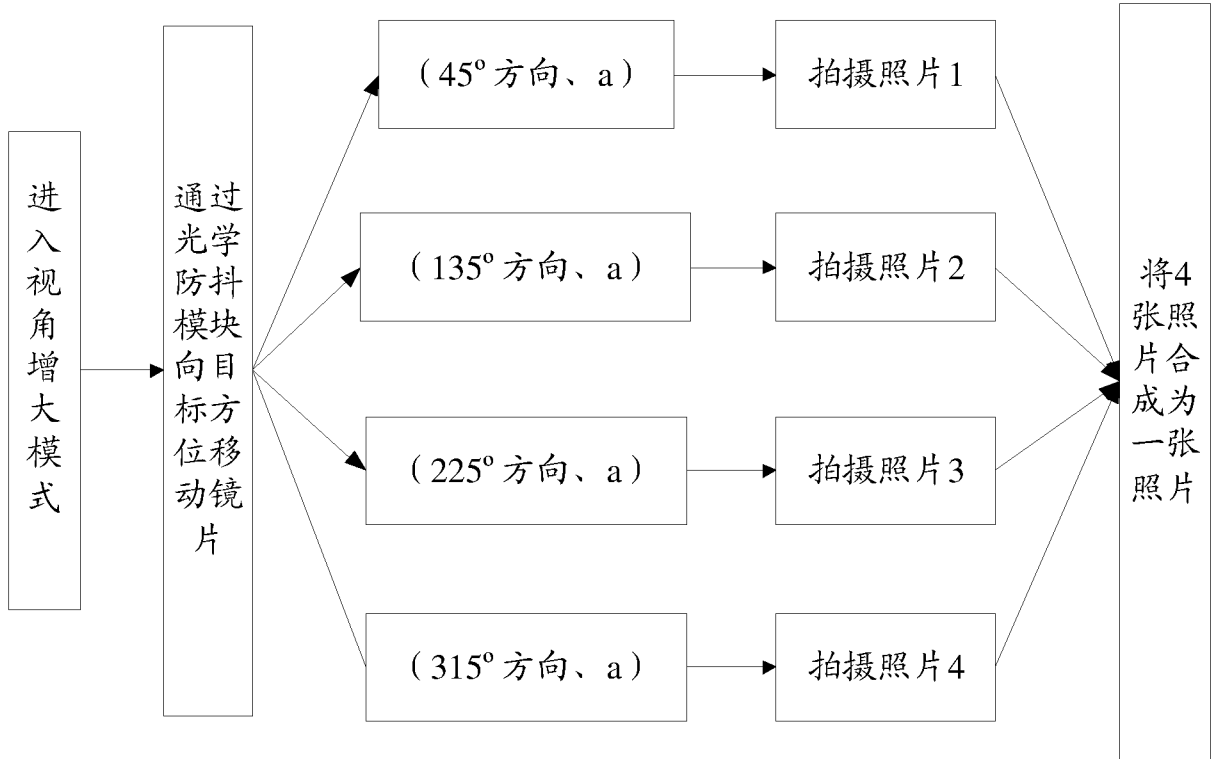 进
入
视
角
增
大
模
式
通过
光学
防抖
模块
向目
标方
位移
动镜
片
（45º 方向、a）
拍摄照片1
（135º 方向、a）
拍摄照片2
（225º 方向、a）
拍摄照片3
（315º 方向、a）
拍摄照片4
将4
张照
片合
成为
一张
照片